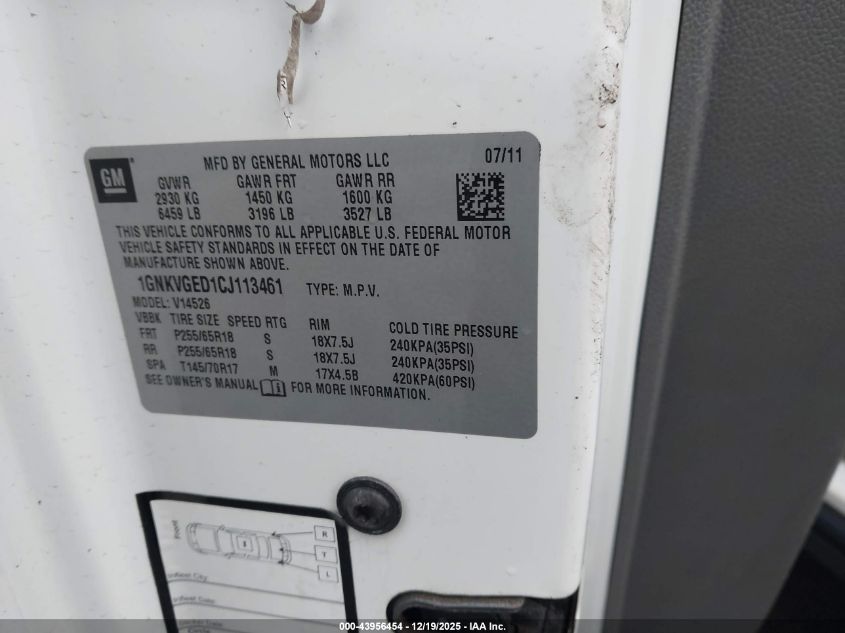 GM
MFD BY GENERAL MOTORS LLC 07/11
GVWR GAWR FRT GAWR RR
2930 KG 1450 KG 1600 KG
6459 LB 3196 LB 3527 LB
THIS VEHICLE CONFORMS TO ALL APPLICABLE U.S. FEDERAL MOTOR
VEHICLE SAFETY STANDARDS IN EFFECT ON THE DATE OF
MANUFACTURE SHOWN ABOVE.
1GNKVGED1CJ113461 TYPE: M.P.V.
MODEL: V14526
VBBK TIRE SIZE SPEED RTG RIM COLD TIRE PRESSURE
FRT P255/65R18 S 18X7.5J 240KPA(35PSI)
RR P255/65R18 S 18X7.5J 240KPA(35PSI)
SPA T145/70R17 M 17X4.5B 420KPA(60PSI)
SEE OWNER'S MANUAL i FOR MORE INFORMATION.
Front
R
T
L
000-43956454 - 12/19/2025 - IAA Inc.